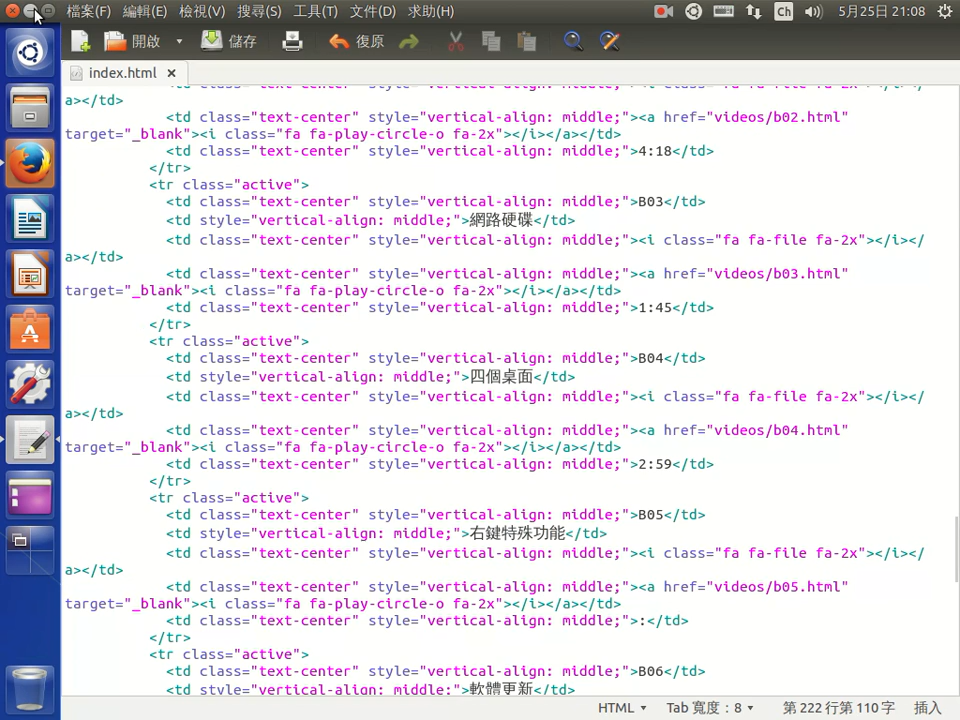 檔案(F) 編輯(E) 檢視(V) 搜尋(S) 工具(T) 文件(D) 求助(H) Ch 5月25日 21:08
開啟 儲存 復原
index.html
a></td>
<td class="text-center" style="vertical-align: middle;"><a href="videos/b02.html"
target="_blank"><i class="fa fa-play-circle-o fa-2x"></i></a></td>
<td class="text-center" style="vertical-align: middle;">4:18</td>
</tr>
<tr class="active">
<td class="text-center" style="vertical-align: middle;">B03</td>
<td style="vertical-align: middle;">網路硬碟</td>
<td class="text-center" style="vertical-align: middle;"><i class="fa fa-file fa-2x"></i></
a></td>
<td class="text-center" style="vertical-align: middle;"><a href="videos/b03.html"
target="_blank"><i class="fa fa-play-circle-o fa-2x"></i></a></td>
<td class="text-center" style="vertical-align: middle;">1:45</td>
</tr>
<tr class="active">
<td class="text-center" style="vertical-align: middle;">B04</td>
<td style="vertical-align: middle;">四個桌面</td>
<td class="text-center" style="vertical-align: middle;"><i class="fa fa-file fa-2x"></i></
a></td>
<td class="text-center" style="vertical-align: middle;"><a href="videos/b04.html"
target="_blank"><i class="fa fa-play-circle-o fa-2x"></i></a></td>
<td class="text-center" style="vertical-align: middle;">2:59</td>
</tr>
<tr class="active">
<td class="text-center" style="vertical-align: middle;">B05</td>
<td style="vertical-align: middle;">右鍵特殊功能</td>
<td class="text-center" style="vertical-align: middle;"><i class="fa fa-file fa-2x"></i></
a></td>
<td class="text-center" style="vertical-align: middle;"><a href="videos/b05.html"
target="_blank"><i class="fa fa-play-circle-o fa-2x"></i></a></td>
<td class="text-center" style="vertical-align: middle;">:</td>
</tr>
<tr class="active">
<td class="text-center" style="vertical-align: middle;">B06</td>
<td style="vertical-align: middle;">軟體更新</td>
HTML Tab 寬度：8 第 222 行第 110 字 插入